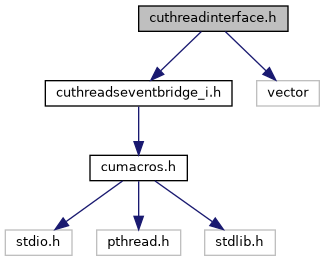 cuthreadinterface.h
cuthreadseventbridge_i.h
vector
cumacros.h
stdio.h
pthread.h
stdlib.h